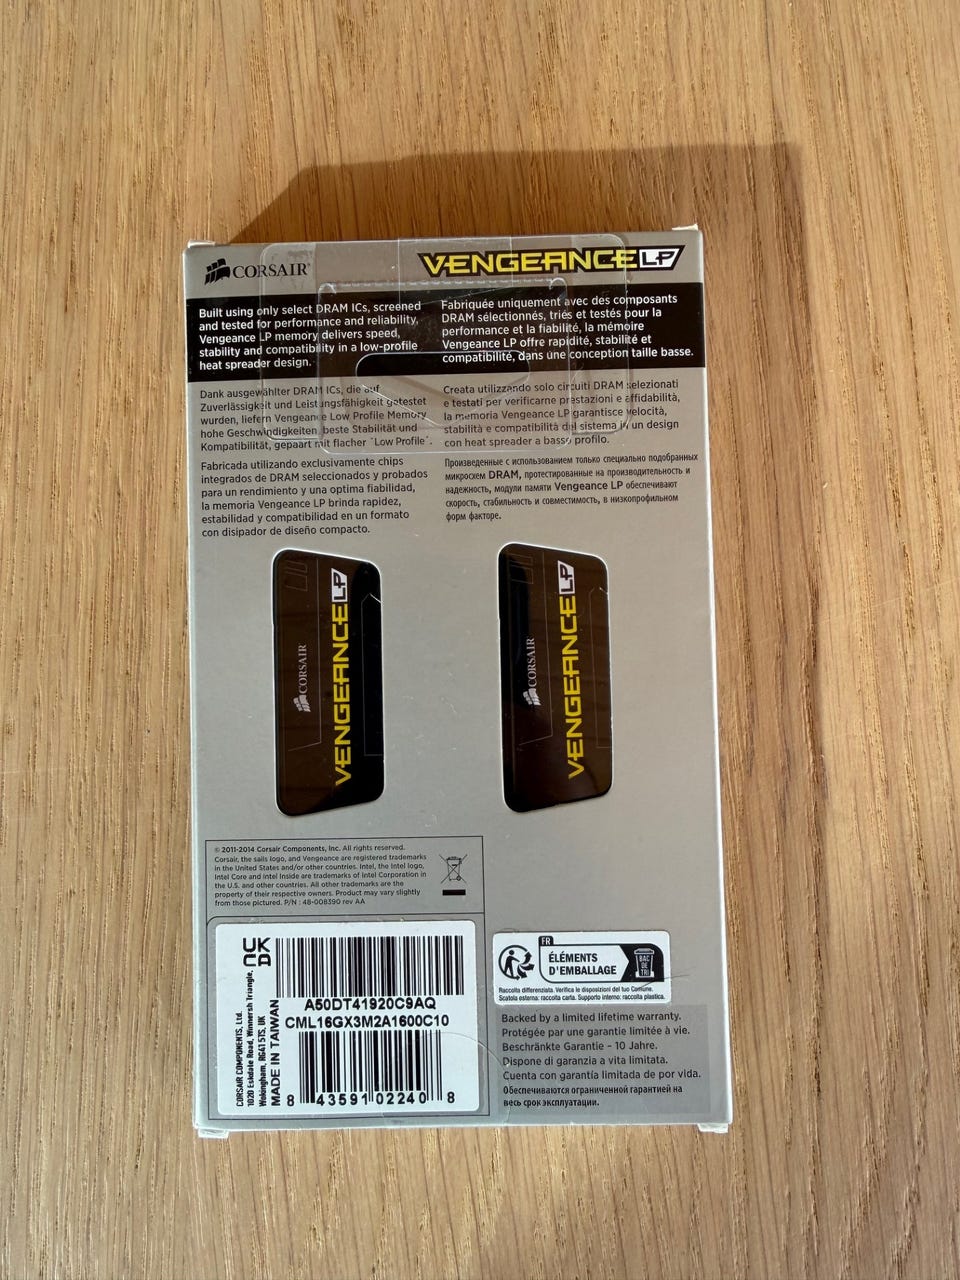 CORSAIR
VENGEANCE LP
Built using only select DRAM ICs, screened
and tested for performance and reliability,
Vengeance LP memory delivers speed,
stability and compatibility in a low-profile
heat spreader design.
Fabriquée uniquement avec des composants
DRAM sélectionnés, triés et testés pour la
performance et la fiabilité, la mémoire
Vengeance LP offre rapidité, stabilité et
compatibilité, dans une conception taille basse.
Dank ausgewählter DRAM ICs, die auf
Zuverlässigkit und Leistungsfähigkeit getestet
wurden, liefern Vengeance Low Profile Memory
hohe Geschwindigkeiten, beste Stabilität und
Kompatibilität, gepaart mit flacher ´Low Profile´.
Creata utilizzando solo circuiti DRAM selezionati
e testati per verificarne prestazioni e affidabilità,
la memoria Vengeance LP garantisce velocità,
stabilità e compatibilità del sistema in un design
con heat spreader a basso profilo.
Fabricada utilizando exclusivamente chips
integrados de DRAM seleccionados y probados
para un rendimiento y una optima fiabilidad,
la memoria Vengeance LP brinda rapidez,
estabilidad y compatibilidad en un formato
con disipador de diseño compacto.
Произведенные с использованием только специально подобранных
микросхем DRAM, протестированные на производительность и
надежность, модули памяти Vengeance LP обеспечивают
скорость, стабильность и совместимость, в низкопрофильном
форм факторе.
CORSAIR
VENGEANCE LP
CORSAIR
VENGEANCE LP
© 2011-2014 Corsair Components, Inc. All rights reserved.
Corsair, the sails logo, and Vengeance are registered trademarks
in the United States and/or other countries. Intel, the Intel logo,
Intel Core and Intel Inside are trademarks of Intel Corporation in
the U.S. and other countries. All other trademarks are the
property of their respective owners. Product may vary slightly
from those pictured. P/N : 48-008390 rev AA
UK
CA
CORSAIR COMPONENTS, Ltd.
1020 Eskdale Road, Winnersh Triangle,
Wokingham, RG41 5TS, UK
MADE IN TAIWAN
A50DT41920C9AQ
CML16GX3M2A1600C10
8 43591 02240 8
FR
ÉLÉMENTS
D'EMBALLAGE
BAC
DE
TRI
Raccolta differenziata. Verifica le disposizioni del tuo Comune.
Scatola esterna: raccolta carta. Supporto interno: raccolta plastica.
Backed by a limited lifetime warranty.
Protégée par une garantie limitée à vie.
Beschränkte Garantie - 10 Jahre.
Dispone di garanzia a vita limitata.
Cuenta con garantía limitada de por vida.
Обеспечиваются ограниченной гарантией на
весь срок эксплуатации.